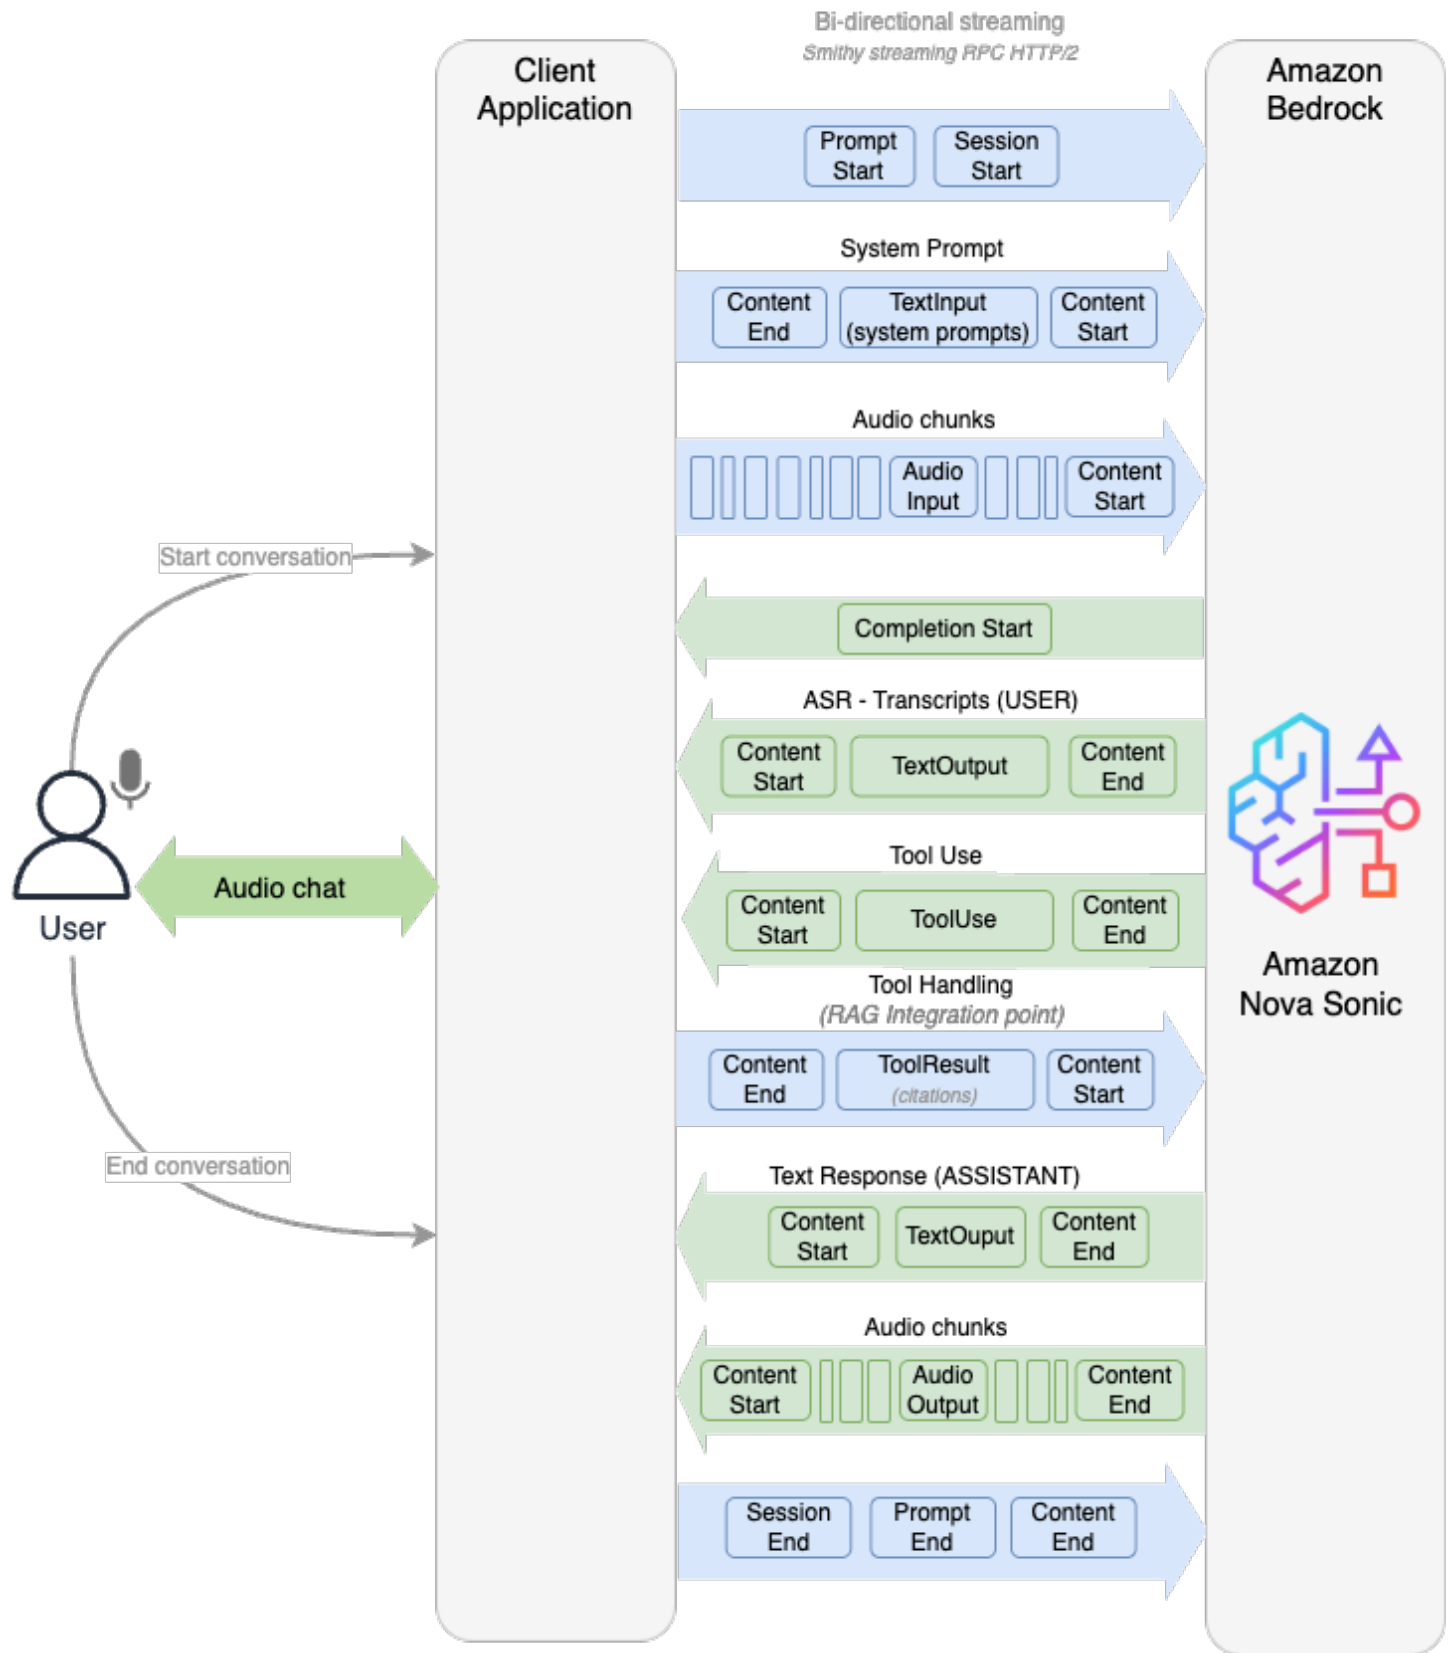 Bi-directional streaming
Smithy streaming RPC HTTP/2
Client
Application
Amazon
Bedrock
Prompt
Start
Session
Start
System Prompt
Content
End
TextInput
(system prompts)
Content
Start
Audio chunks
Audio
Input
Content
Start
Start conversation
Completion Start
ASR - Transcripts (USER)
Content
Start
TextOutput
Content
End
Tool Use
Content
Start
ToolUse
Content
End
Audio chat
User
Amazon
Nova Sonic
Tool Handling
(RAG Integration point)
Content
End
ToolResult
(citations)
Content
Start
End conversation
Text Response (ASSISTANT)
Content
Start
TextOuput
Content
End
Audio chunks
Content
Start
Audio
Output
Content
End
Session
End
Prompt
End
Content
End